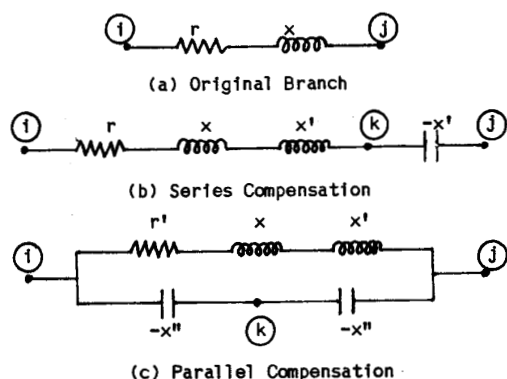 i r x j
(a) Original Branch
i r x x' k -x' j
(b) Series Compensation
r' x x'
i j
-x" k -x"
(c) Parallel Compensation